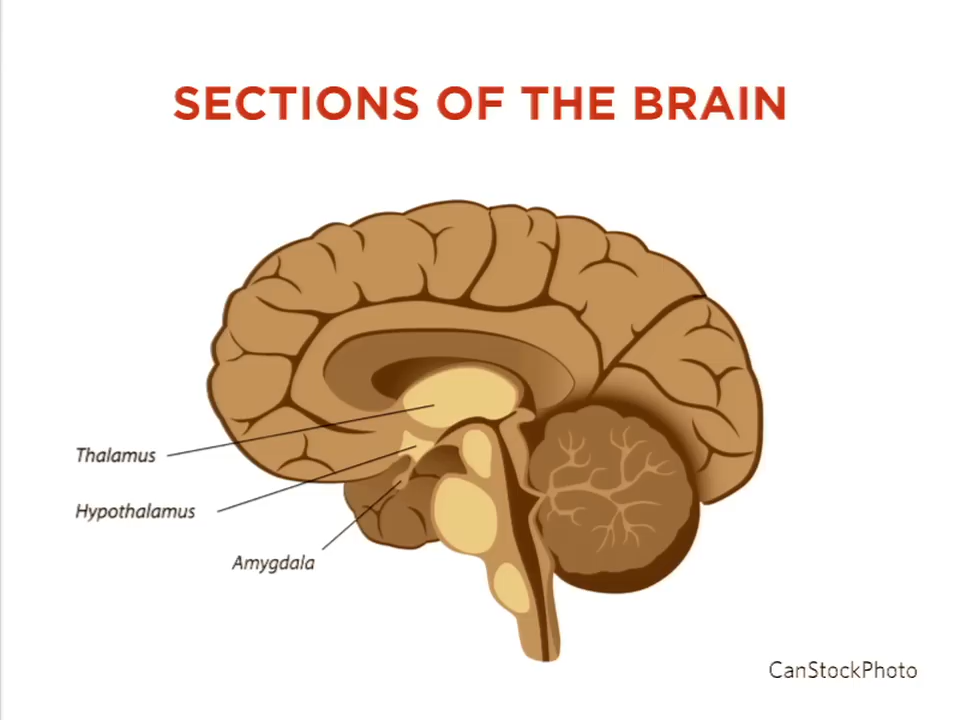 SECTIONS OF THE BRAIN
Thalamus
Hypothalamus
Amygdala
CanStockPhoto